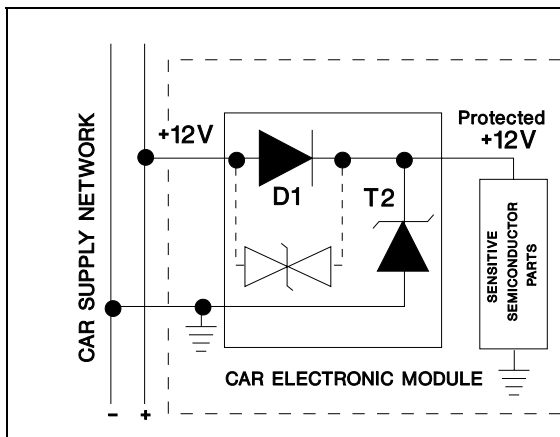 CAR SUPPLY NETWORK
+12V
D1
T2
Protected
+12V
SENSITIVE
SEMICONDUCTOR
PARTS
CAR ELECTRONIC MODULE
- +